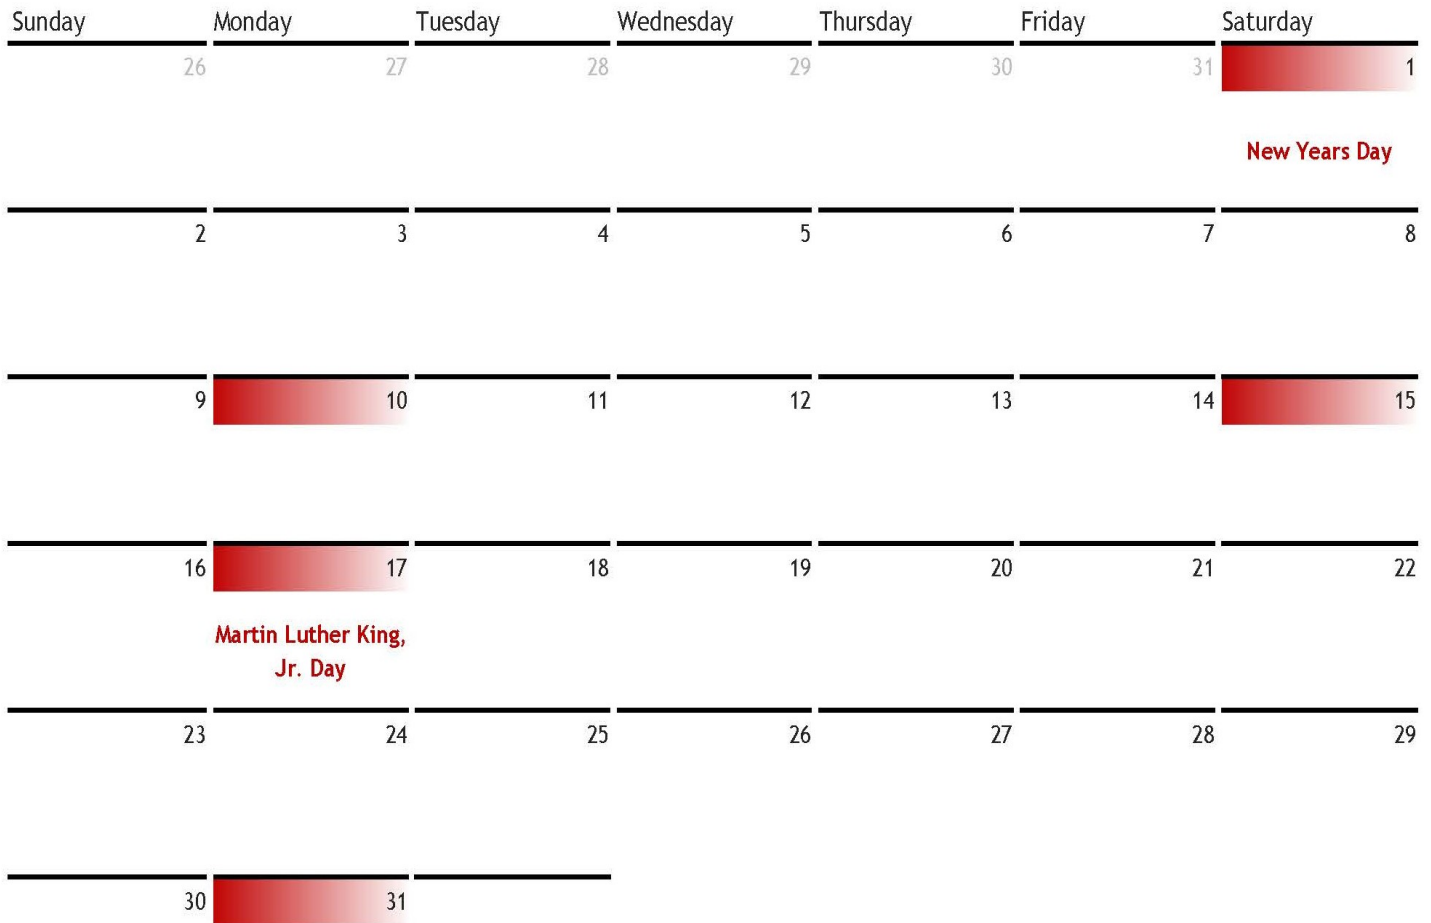 Sunday Monday Tuesday Wednesday Thursday Friday Saturday
26 27 28 29 30 31 1
New Years Day
2 3 4 5 6 7 8
9 10 11 12 13 14 15
16 17 18 19 20 21 22
Martin Luther King,
Jr. Day
23 24 25 26 27 28 29
30 31